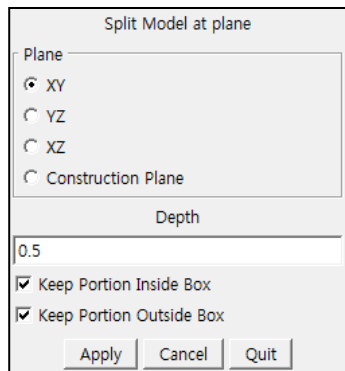 Split Model at plane
Plane
XY
YZ
XZ
Construction Plane
Depth
0.5
Keep Portion Inside Box
Keep Portion Outside Box
Apply Cancel Quit